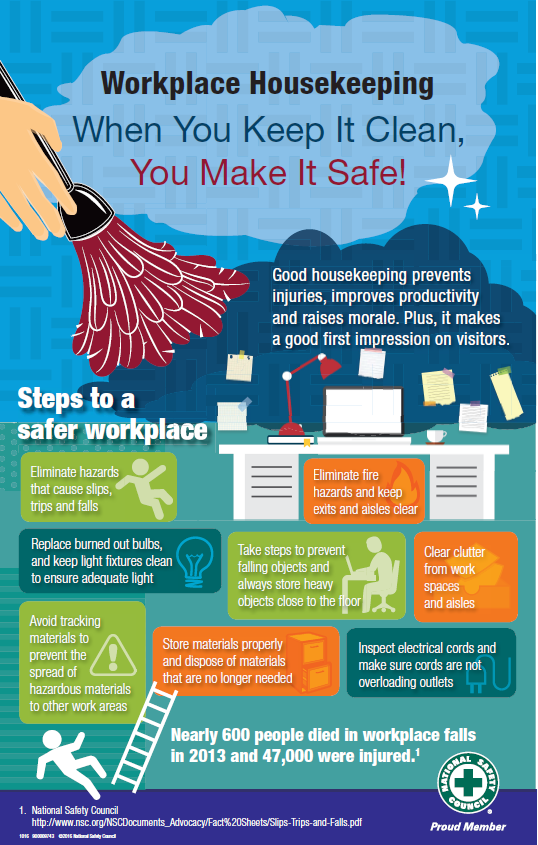 Workplace Housekeeping
When You Keep It Clean,
You Make It Safe!
Good housekeeping prevents
injuries, improves productivity
and raises morale. Plus, it makes
a good first impression on visitors.
Steps to a
safer workplace
Eliminate hazards
that cause slips,
trips and falls
Eliminate fire
hazards and keep
exits and aisles clear
Replace burned out bulbs,
and keep light fixtures clean
to ensure adequate light
Take steps to prevent
falling objects and
always store heavy
objects close to the floor
Clear clutter
from work
spaces
and aisles
Avoid tracking
materials to
prevent the
spread of
hazardous materials
to other work areas
Store materials properly
and dispose of materials
that are no longer needed
Inspect electrical cords and
make sure cords are not
overloading outlets
Nearly 600 people died in workplace falls
in 2013 and 47,000 were injured.¹
NATIONAL SAFETY COUNCIL
Proud Member
1. National Safety Council
http://www.nsc.org/NSCDocuments_Advocacy/Fact%20Sheets/Slips-Trips-and-Falls.pdf
1016 900009743 ©2016 National Safety Council